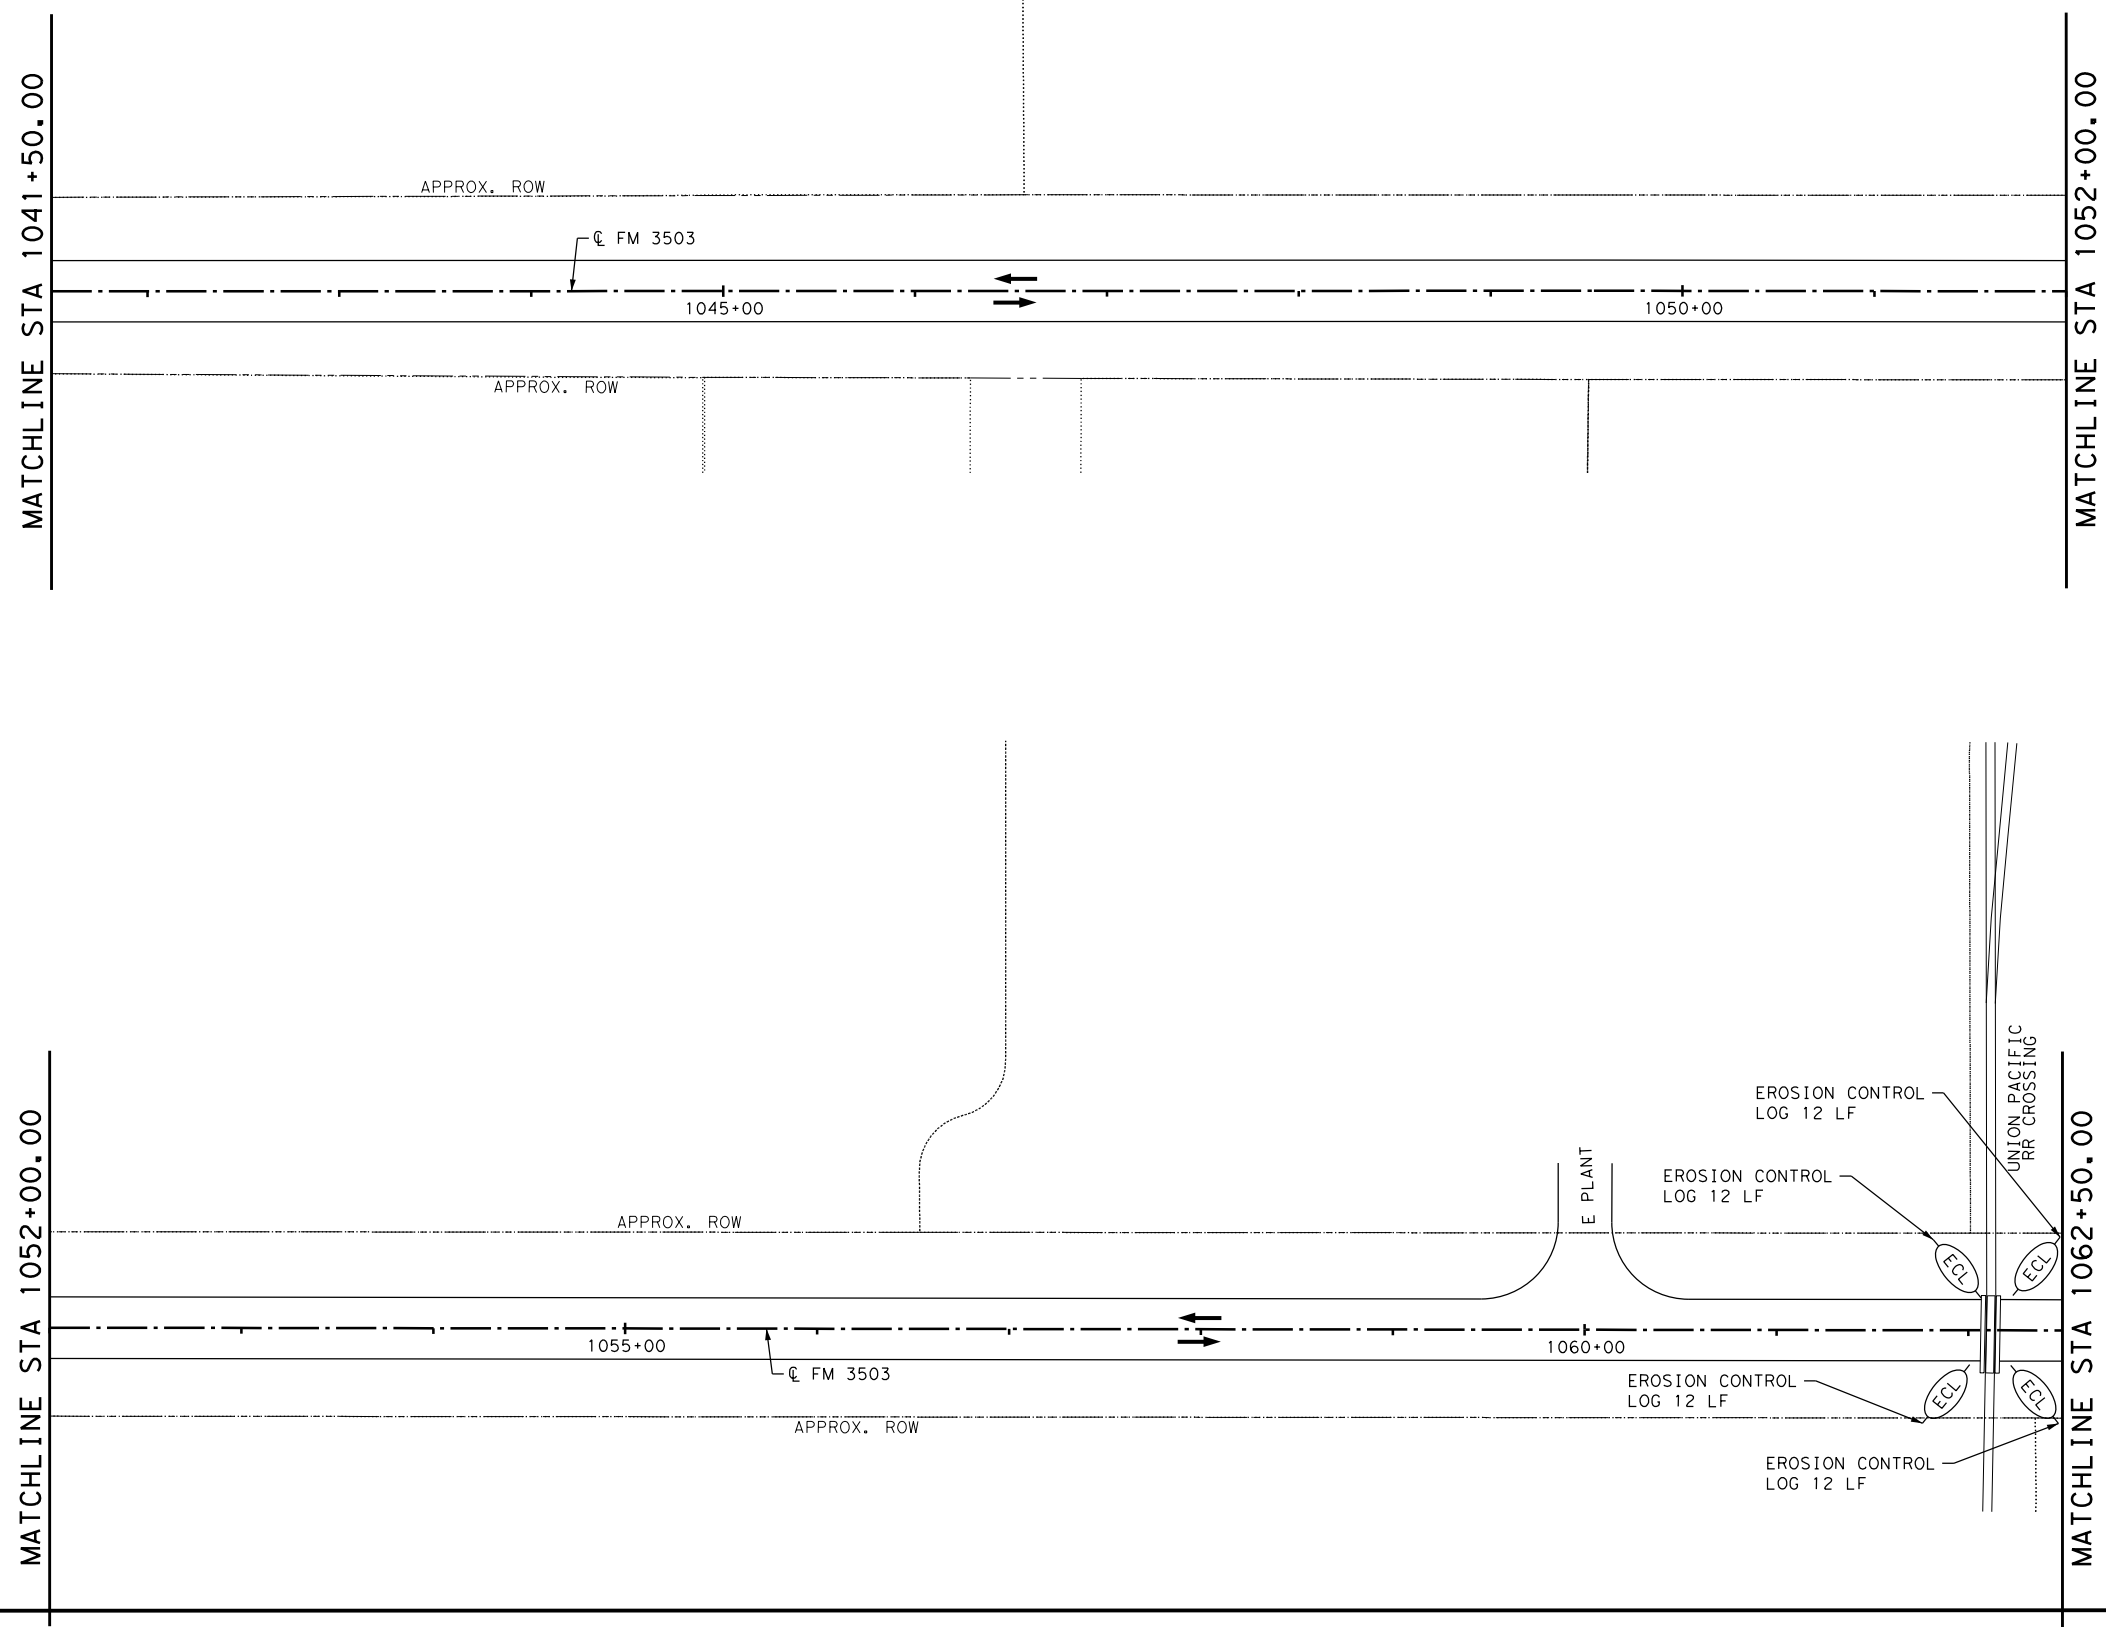 MATCHLINE STA 1041+50.00
APPROX. ROW
℄ FM 3503
1045+00
1050+00
APPROX. ROW
MATCHLINE STA 1052+00.00
MATCHLINE STA 1052+00.00
APPROX. ROW
1055+00
℄ FM 3503
APPROX. ROW
E PLANT
1060+00
UNION PACIFIC
RR CROSSING
EROSION CONTROL
LOG 12 LF
EROSION CONTROL
LOG 12 LF
ECL
ECL
EROSION CONTROL
LOG 12 LF
ECL
ECL
EROSION CONTROL
LOG 12 LF
MATCHLINE STA 1062+50.00